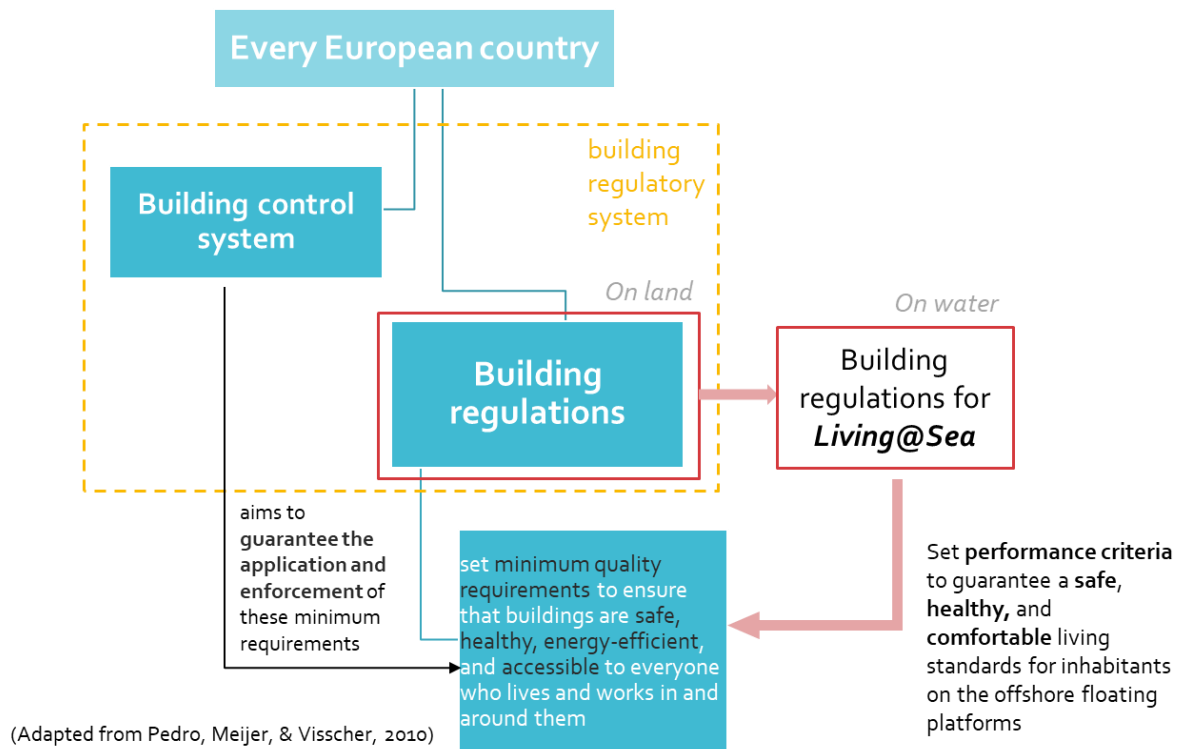 Every European country
building
regulatory
system
Building control
system
On land
On water
Building
regulations
Building
regulations for
Living@Sea
aims to
guarantee the
application and
enforcement of
these minimum
requirements
set minimum quality
requirements to ensure
that buildings are safe,
healthy, energy-efficient,
and accessible to everyone
who lives and works in and
around them
Set performance criteria
to guarantee a safe,
healthy, and
comfortable living
standards for inhabitants
on the offshore floating
platforms
(Adapted from Pedro, Meijer, & Visscher, 2010)